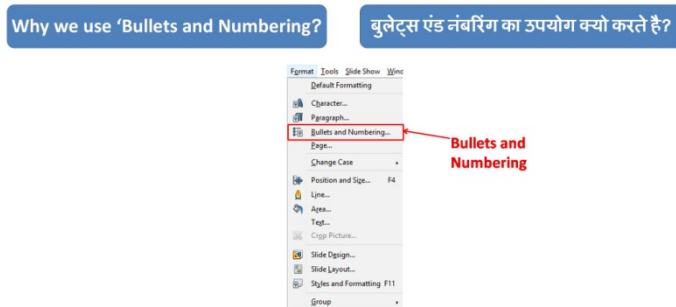 Why we use ‘Bullets and Numbering?
बुलेट्स एंड नंबरिंग का उपयोग क्यो करते है?
Format Tools Slide Show Winc
Default Formatting
Character...
Paragraph...
Bullets and Numbering...
Page...
Change Case
Position and Size... F4
Line...
Area...
Text...
Crop Picture...
Slide Design...
Slide Layout...
Styles and Formatting F11
Group
Bullets and
Numbering